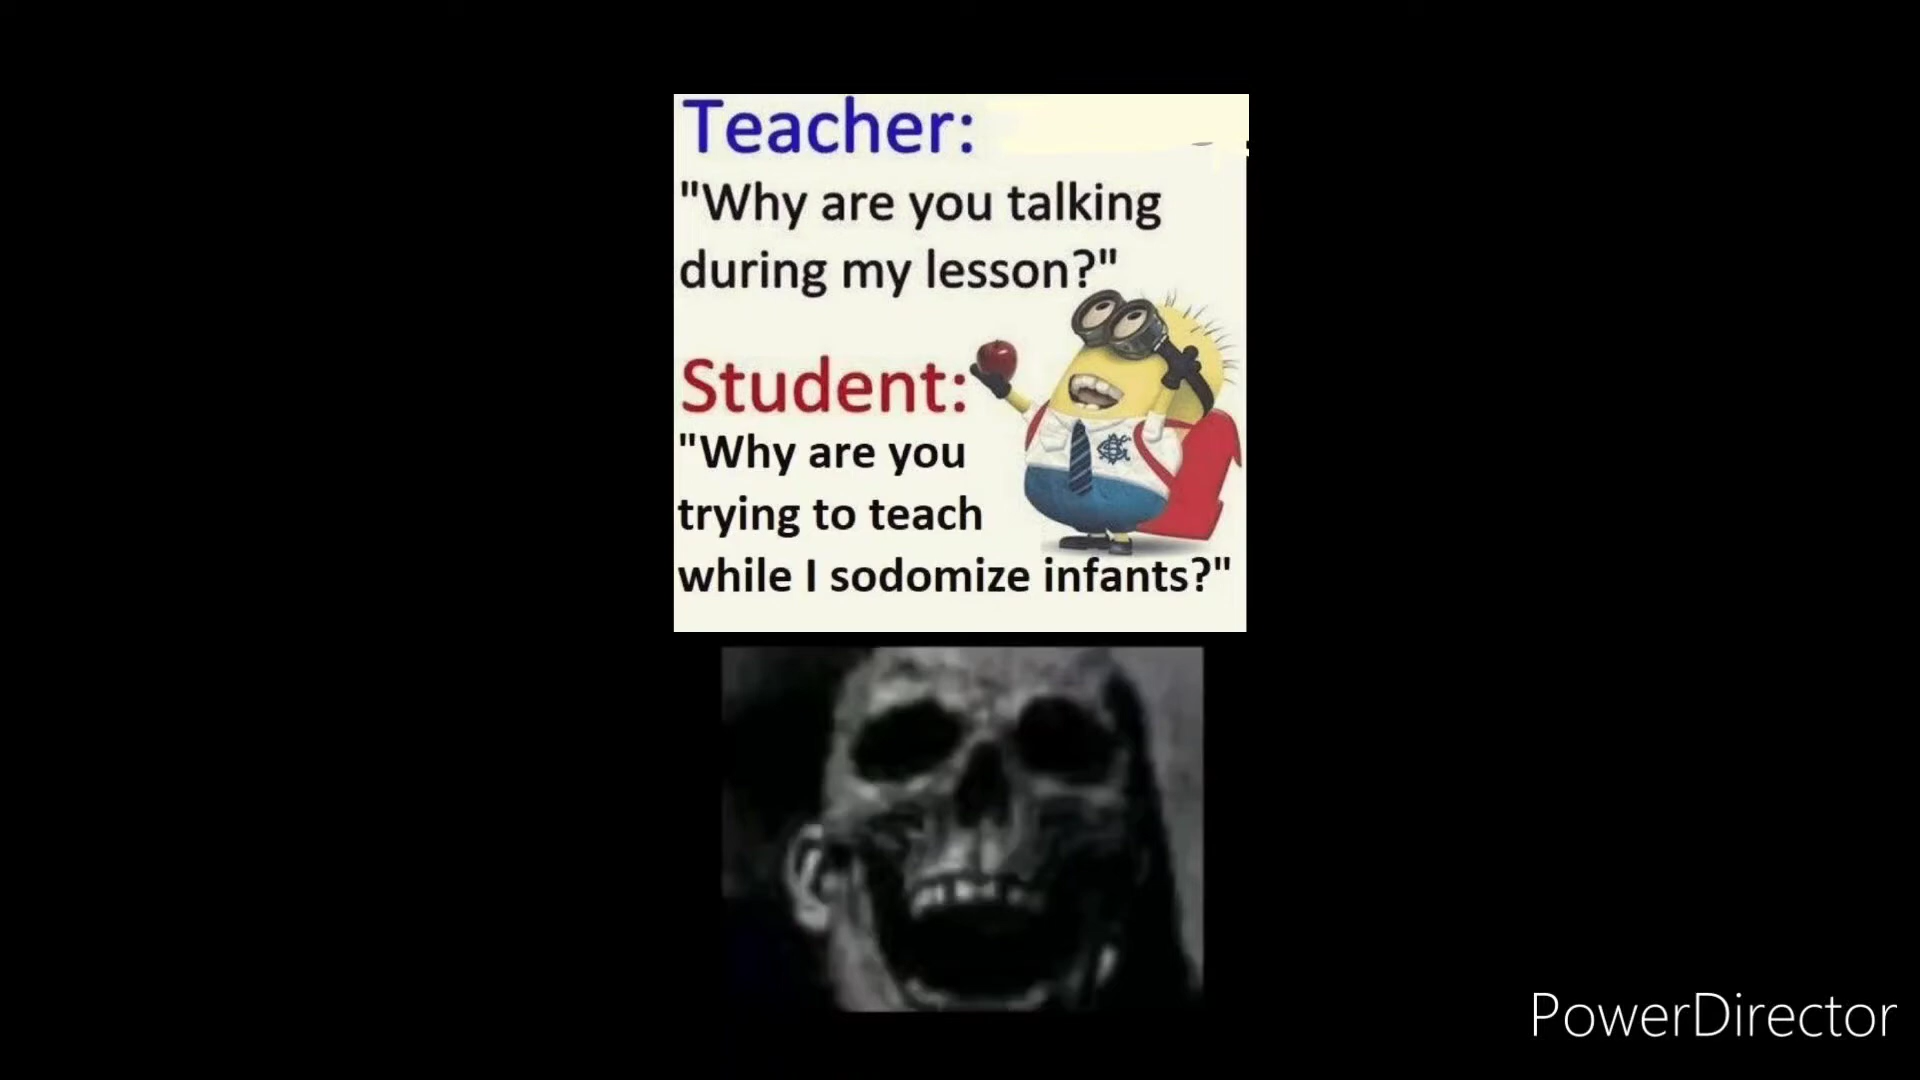 Teacher:
"Why are you talking
during my lesson?"
Student:
"Why are you
trying to teach
while I sodomize infants?"
PowerDirector